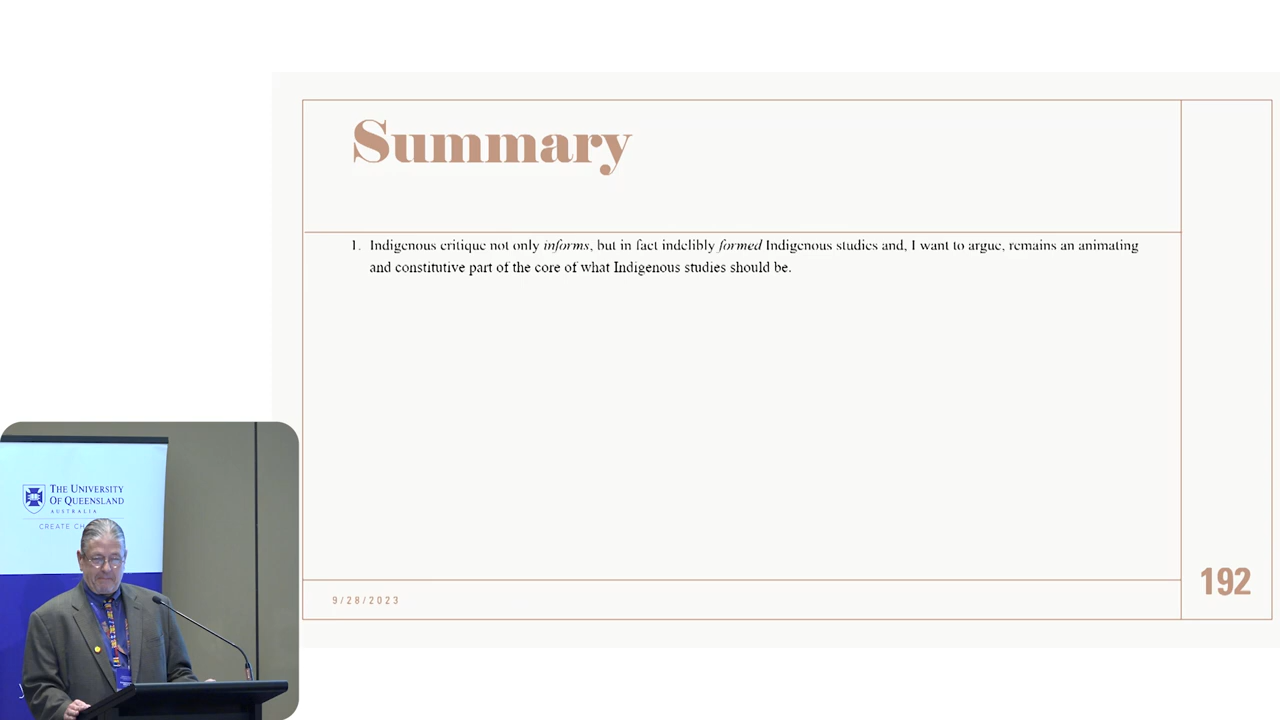 Summary
1. Indigenous critique not only informs, but in fact indelibly formed Indigenous studies and, I want to argue, remains an animating
and constitutive part of the core of what Indigenous studies should be.
9/28/2023
192
THE UNIVERSITY
OF QUEENSLAND
AUSTRALIA
CREATE CH